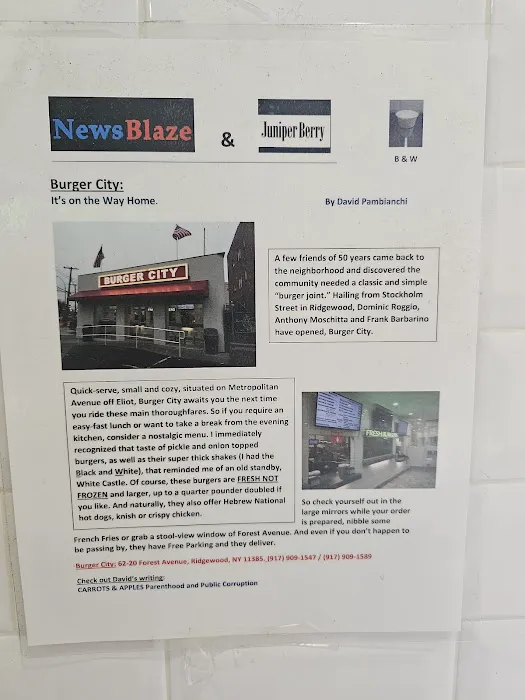 NewsBlaze
&
Juniper Berry
B & W
Burger City:
It's on the Way Home.
By David Pambianchi
BURGER CITY
A few friends of 50 years came back to
the neighborhood and discovered the
community needed a classic and simple
"burger joint." Hailing from Stockholm
Street in Ridgewood, Dominic Roggio,
Anthony Moschitta and Frank Barbarino
have opened, Burger City.
Quick-serve, small and cozy, situated on Metropolitan
Avenue off Eliot, Burger City awaits you the next time
you ride these main thoroughfares. So if you require an
easy-fast lunch or want to take a break from the evening
kitchen, consider a nostalgic menu. I immediately
recognized that taste of pickle and onion topped
burgers, as well as their super thick shakes (I had the
Black and White), that reminded me of an old standby,
White Castle. Of course, these burgers are FRESH NOT
FROZEN and larger, up to a quarter pounder doubled if
you like. And naturally, they also offer Hebrew National
hot dogs, knish or crispy chicken.
FRESH BURGERS
So check yourself out in the
large mirrors while your order
is prepared, nibble some
French Fries or grab a stool-view window of Forest Avenue. And even if you don't happen to
be passing by, they have Free Parking and they deliver.
Burger City: 62-20 Forest Avenue, Ridgewood, NY 11385. (917) 909-1547 / (917) 909-1589
Check out David's writing:
CARROTS & APPLES Parenthood and Public Corruption